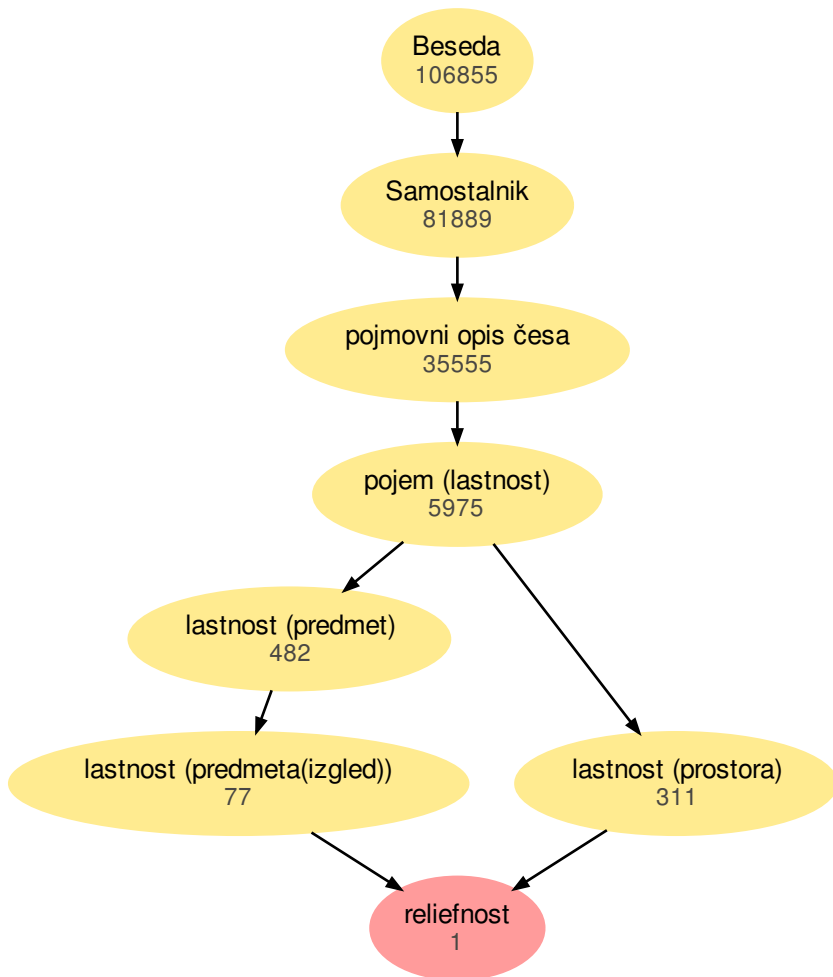 Beseda
106855
Samostalnik
81889
pojmovni opis česa
35555
pojem (lastnost)
5975
lastnost (predmet)
482
lastnost (predmeta(izgled))
77
lastnost (prostora)
311
reliefnost
1